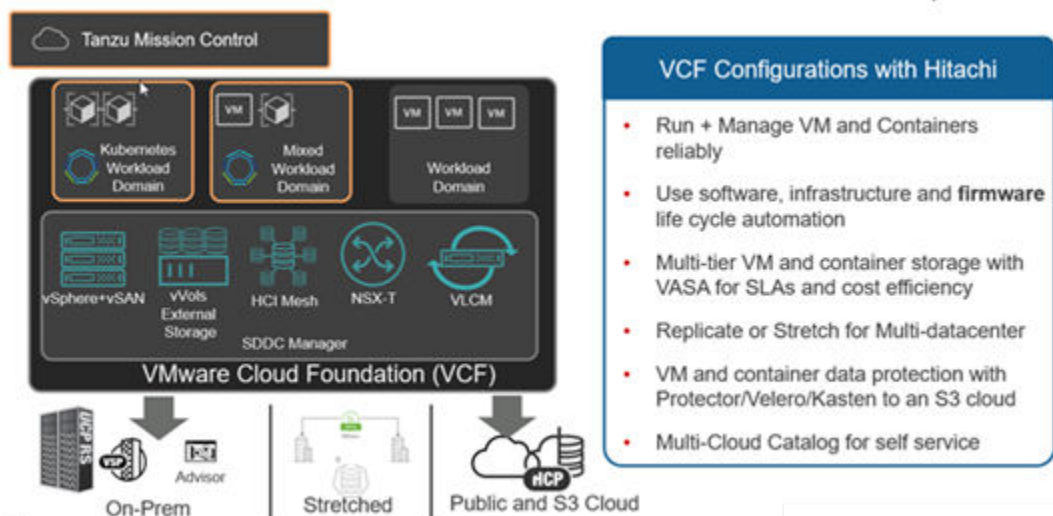 Tanzu Mission Control
Kubernetes
Workload
Domain
VM
Mixed
Workload
Domain
VM VM VM
Workload
Domain
vSphere+vSAN
vVols
External
Storage
HCI Mesh
NSX-T
VLCM
SDDC Manager
VMware Cloud Foundation (VCF)
UCP RS
VSP
Advisor
On-Prem
Stretched
HCP
Public and S3 Cloud
VCF Configurations with Hitachi
• Run + Manage VM and Containers
reliably
• Use software, infrastructure and firmware
life cycle automation
• Multi-tier VM and container storage with
VASA for SLAs and cost efficiency
• Replicate or Stretch for Multi-datacenter
• VM and container data protection with
Protector/Velero/Kasten to an S3 cloud
• Multi-Cloud Catalog for self service